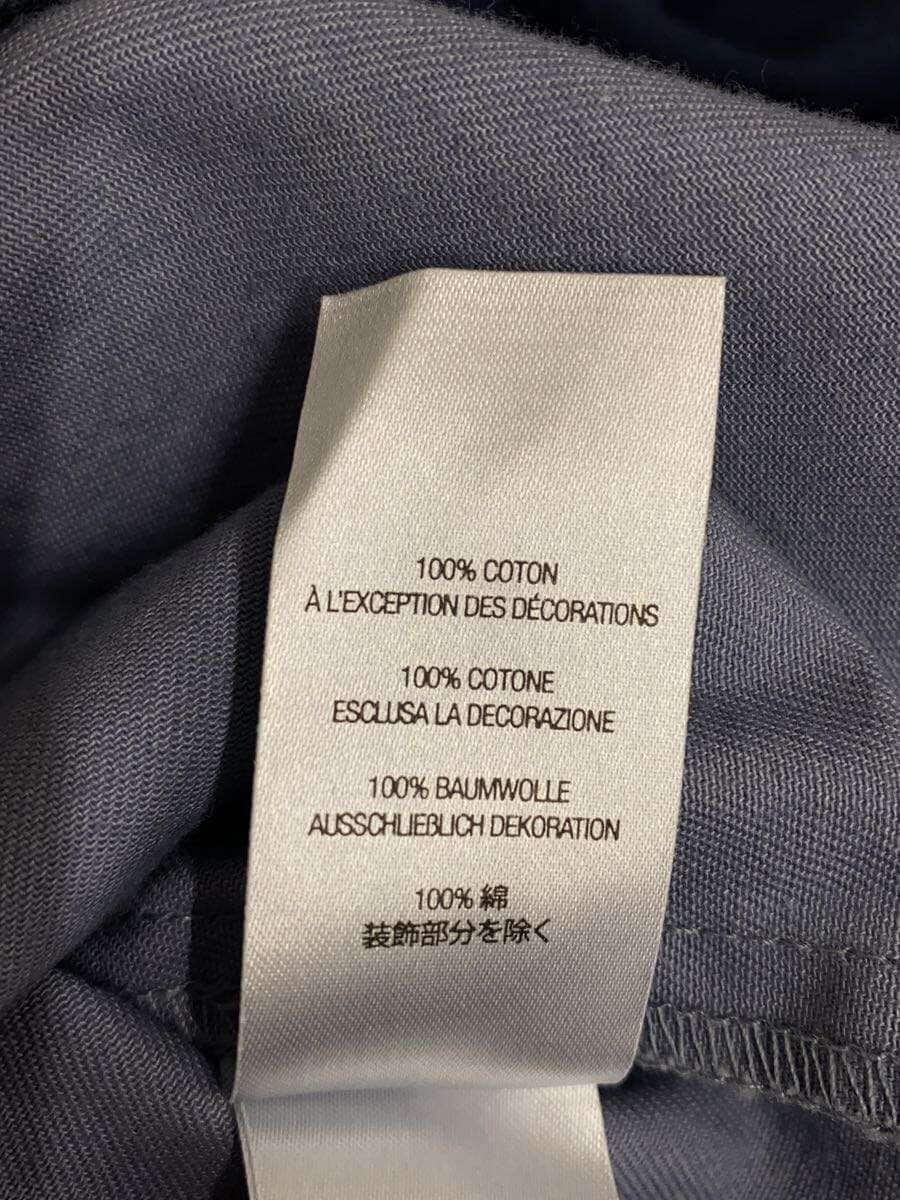 100% COTON
À L'EXCEPTION DES DÉCORATIONS
100% COTONE
ESCLUSA LA DECORAZIONE
100% BAUMWOLLE
AUSSCHLIEßLICH DEKORATION
100% 綿
装飾部分を除く